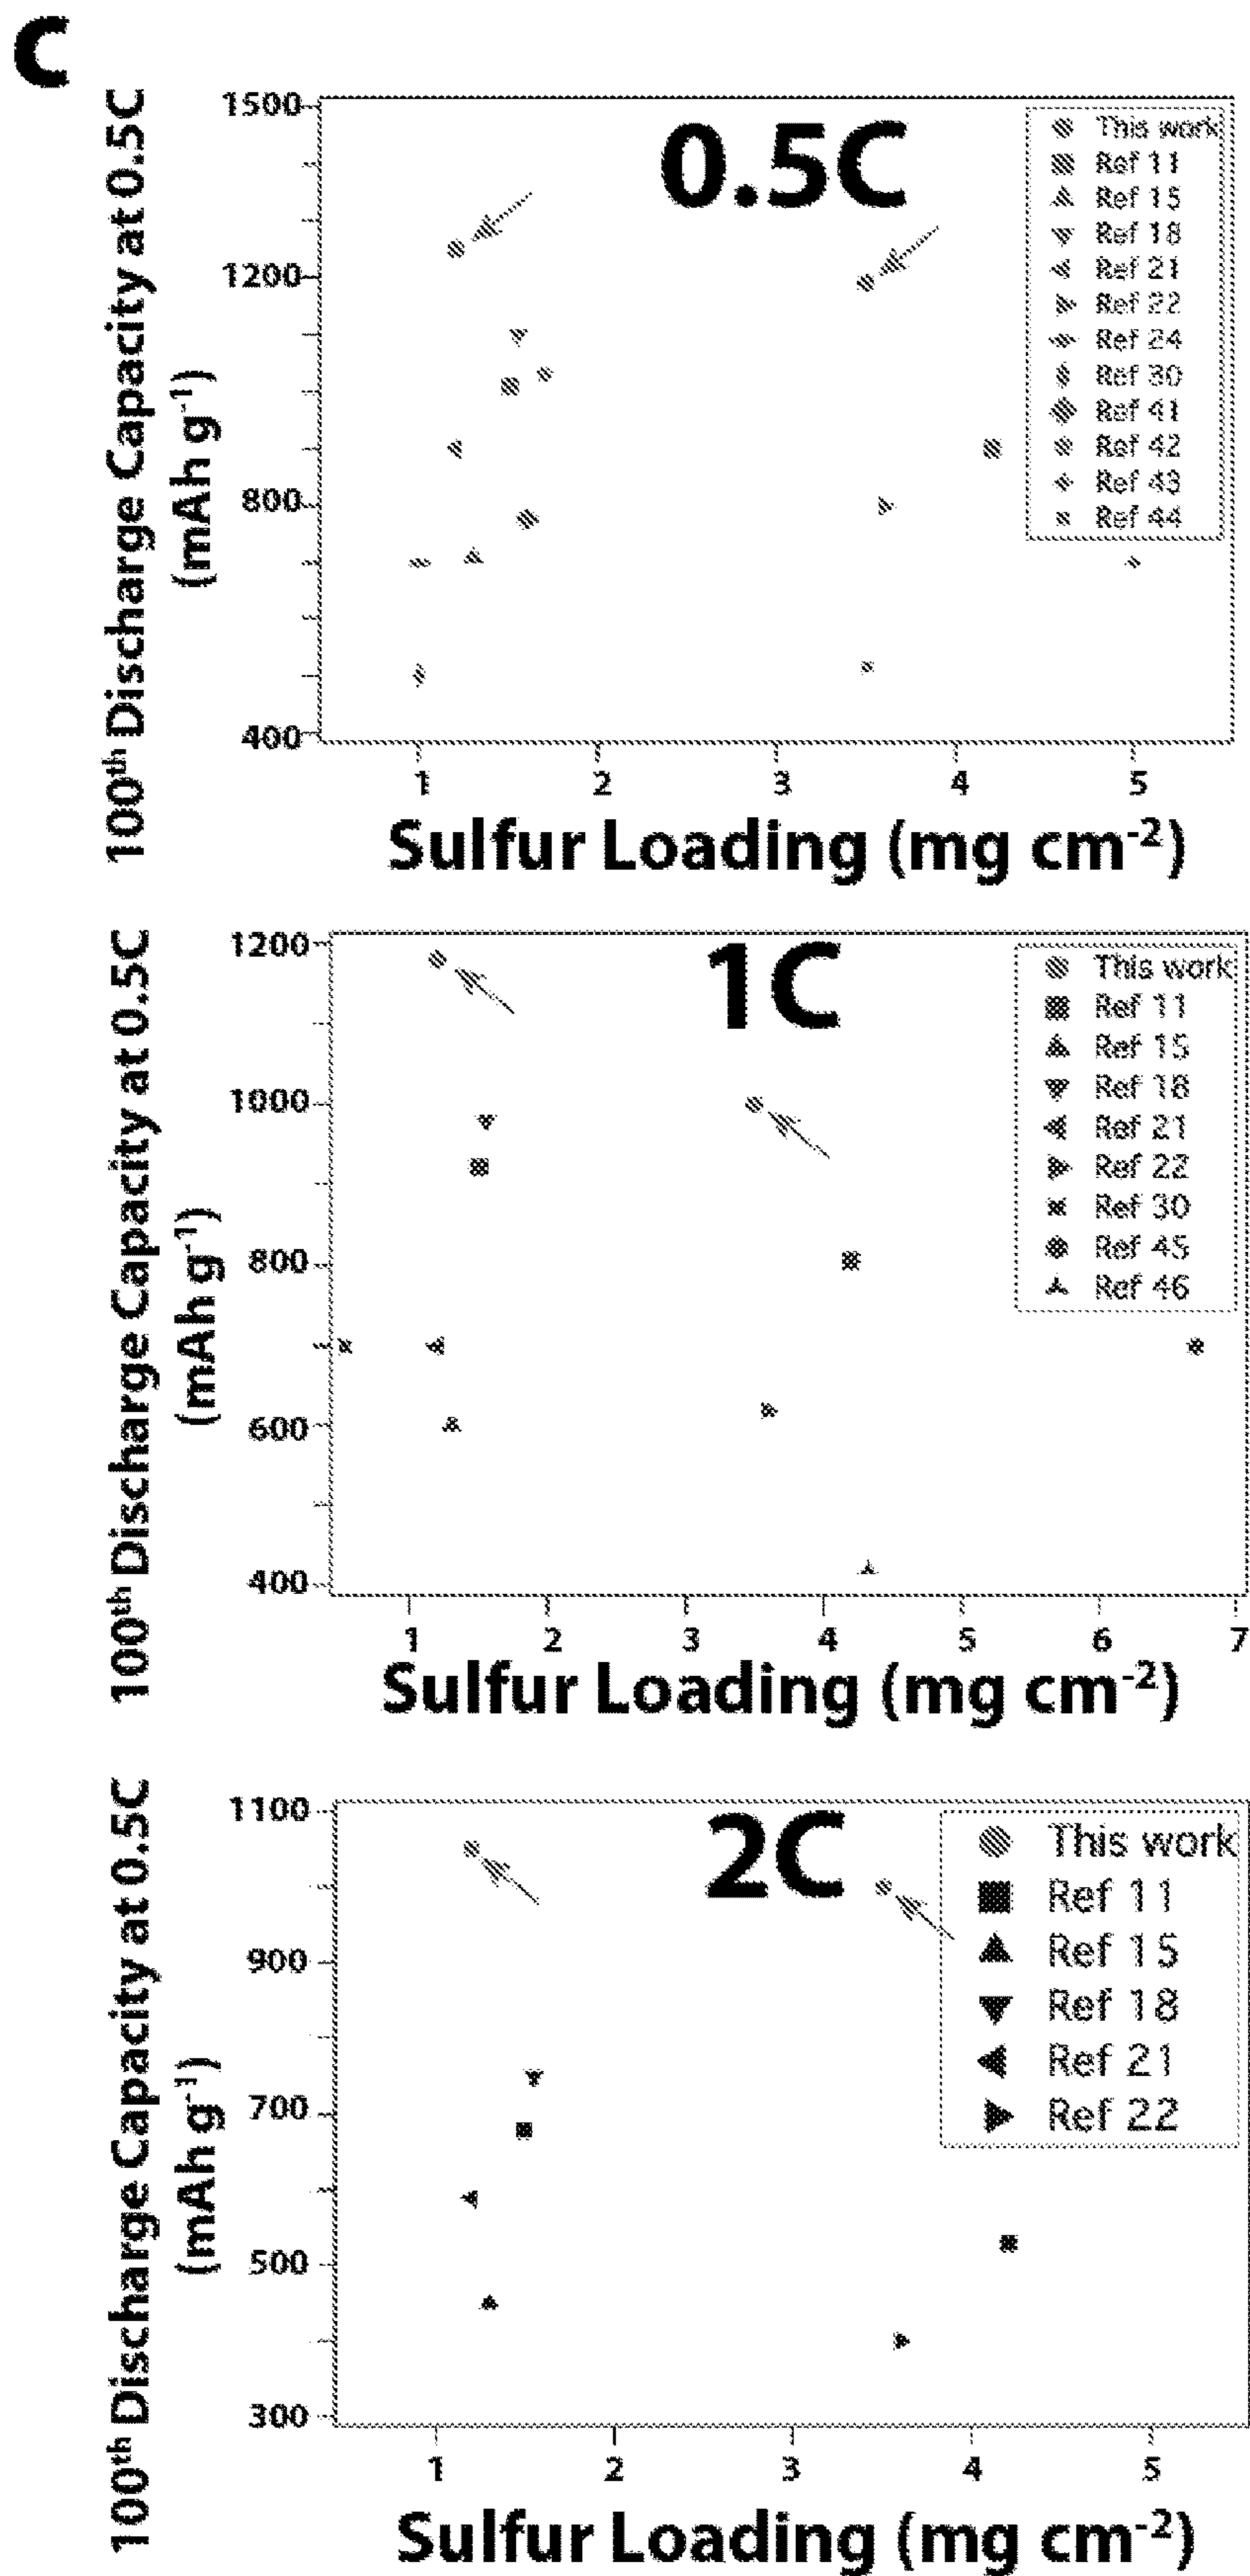 C
0.5C
1500
1200
800
400
100th Discharge Capacity at 0.5C
(mAh g-1)
This work
Ref 11
Ref 15
Ref 18
Ref 21
Ref 22
Ref 24
Ref 30
Ref 41
Ref 42
Ref 43
Ref 44
1 2 3 4 5
Sulfur Loading (mg cm-2)
1C
1200
1000
800
600
400
100th Discharge Capacity at 0.5C
(mAh g-1)
This work
Ref 11
Ref 15
Ref 18
Ref 21
Ref 22
Ref 30
Ref 45
Ref 46
1 2 3 4 5 6 7
Sulfur Loading (mg cm-2)
2C
1100
900
700
500
300
100th Discharge Capacity at 0.5C
(mAh g-1)
This work
Ref 11
Ref 15
Ref 18
Ref 21
Ref 22
1 2 3 4 5
Sulfur Loading (mg cm-2)